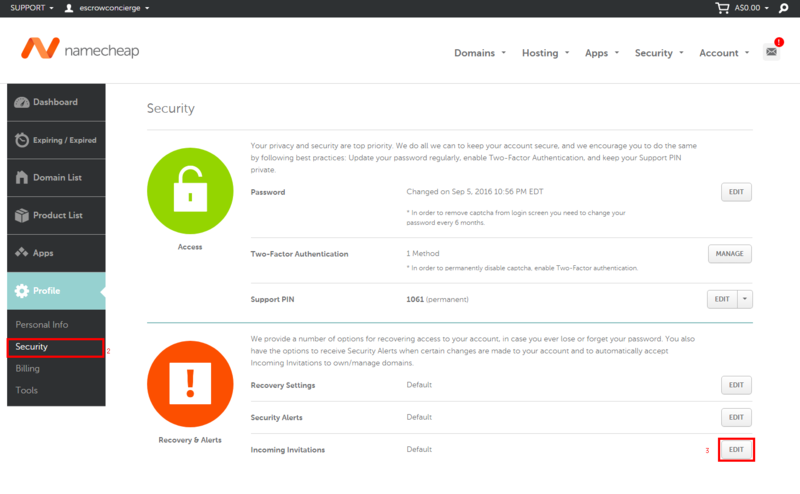 SUPPORT
escrowconcierge
A$0.00
namecheap
Domains
Hosting
Apps
Security
Account
!
Dashboard
Expiring / Expired
Domain List
Product List
Apps
Profile
Personal Info
Security
2
Billing
Tools
Security
Your privacy and security are top priority. We do all we can to keep your account secure, and we encourage you to do the same
by following best practices: Update your password regularly, enable Two-Factor Authentication, and keep your Support PIN
private.
Access
Password
Changed on Sep 5, 2016 10:56 PM EDT
EDIT
* In order to remove captcha from login screen you need to change your
password every 6 months.
Two-Factor Authentication
1 Method
MANAGE
* In order to permanently disable captcha, enable Two-Factor authentication.
Support PIN
1061 (permanent)
EDIT
We provide a number of options for recovering access to your account, in case you ever lose or forget your password. You also
have the options to receive Security Alerts when certain changes are made to your account and to automatically accept
Incoming Invitations to own/manage domains.
!
Recovery & Alerts
Recovery Settings
Default
EDIT
Security Alerts
Default
EDIT
Incoming Invitations
Default
3
EDIT